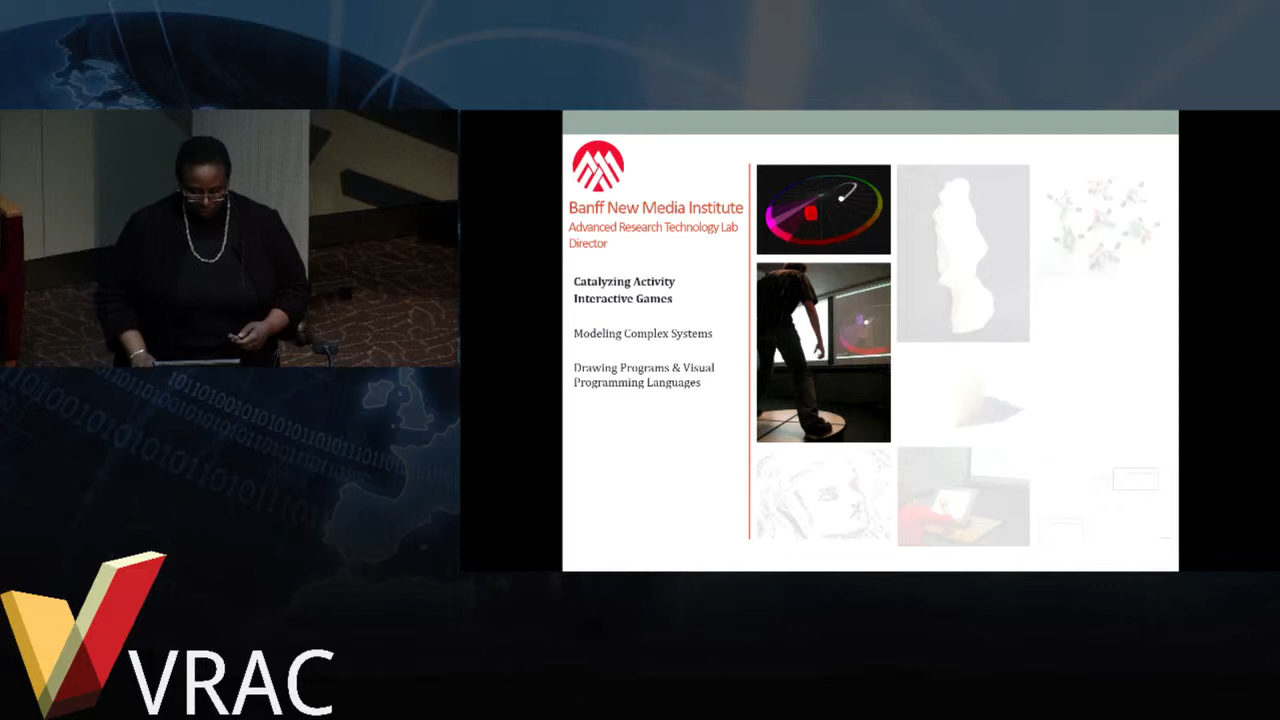 Banff New Media Institute
Advanced Research Technology Lab
Director
Catalyzing Activity
Interactive Games
Modeling Complex Systems
Drawing Programs & Visual
Programming Languages
VRAC